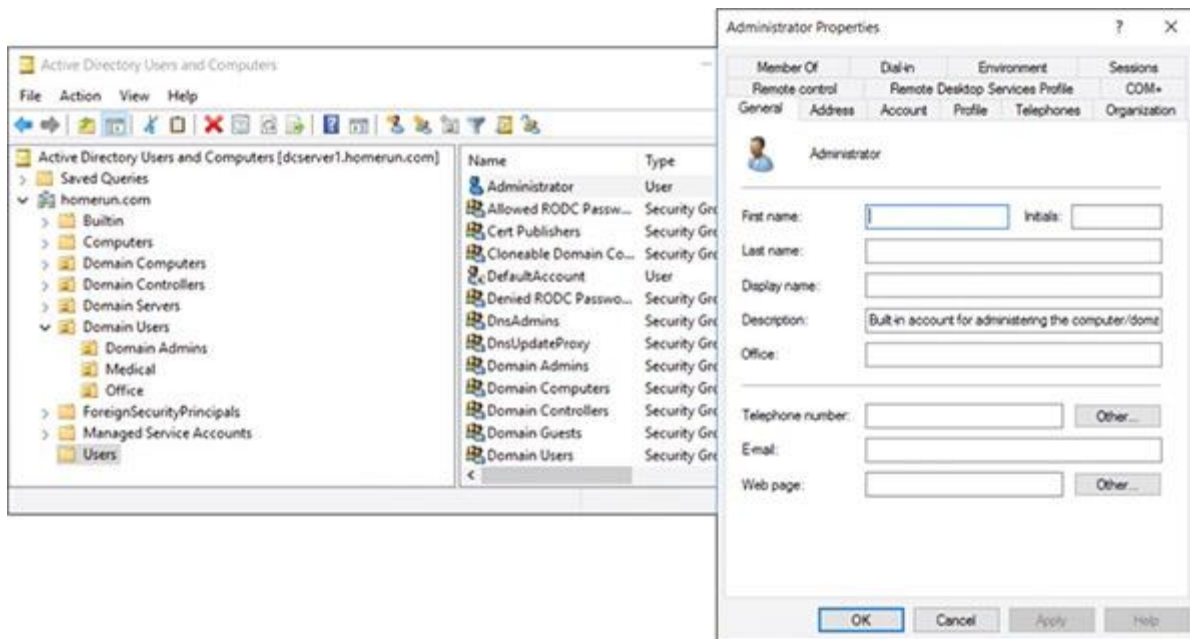 Active Directory Users and Computers
File Action View Help
Active Directory Users and Computers [dcserver1.homerun.com]
Saved Queries
homerun.com
Builtin
Computers
Domain Computers
Domain Controllers
Domain Servers
Domain Users
Domain Admins
Medical
Office
ForeignSecurityPrincipals
Managed Service Accounts
Users
Name Type
Administrator User
Allowed RODC Passw... Security Gro
Cert Publishers Security Gro
Cloneable Domain Co... Security Gro
DefaultAccount User
Denied RODC Passwo... Security Gro
DnsAdmins Security Gro
DnsUpdateProxy Security Gro
Domain Admins Security Gro
Domain Computers Security Gro
Domain Controllers Security Gro
Domain Guests Security Gro
Domain Users Security Gro
Administrator Properties ? X
Member Of Dial-in Environment Sessions
Remote control Remote Desktop Services Profile COM+
General Address Account Profile Telephones Organization
Administrator
First name: Initials:
Last name:
Display name:
Description: Built-in account for administering the computer/doma
Office:
Telephone number: Other...
E-mail:
Web page: Other...
OK Cancel Apply Help